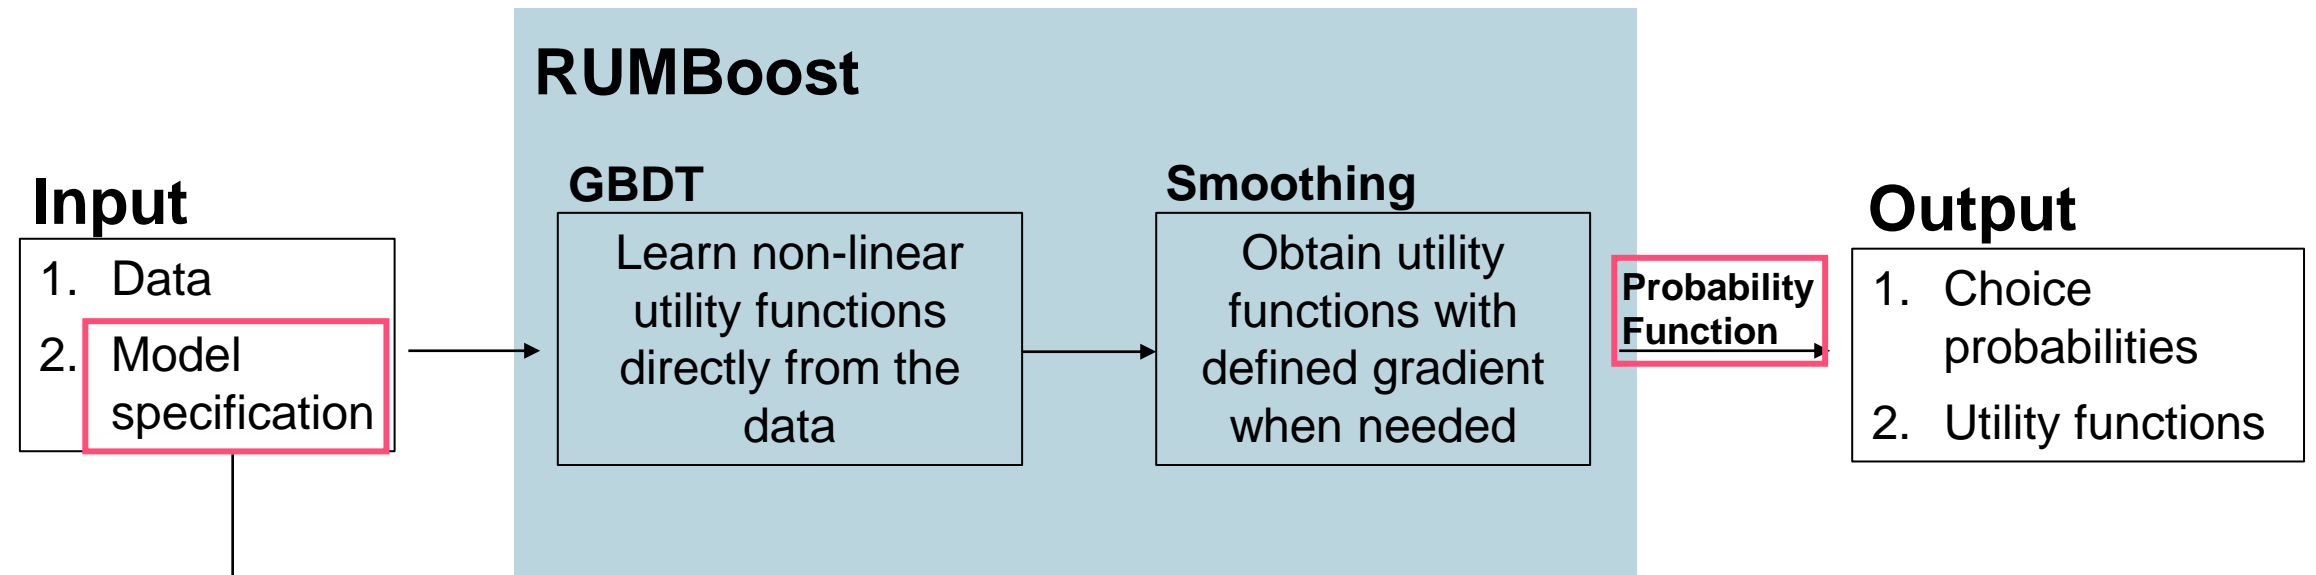 RUMBoost
Input
1. Data
2. Model
specification
GBDT
Learn non-linear
utility functions
directly from the
data
Smoothing
Obtain utility
functions with
defined gradient
when needed
Probability
Function
Output
1. Choice
probabilities
2. Utility functions